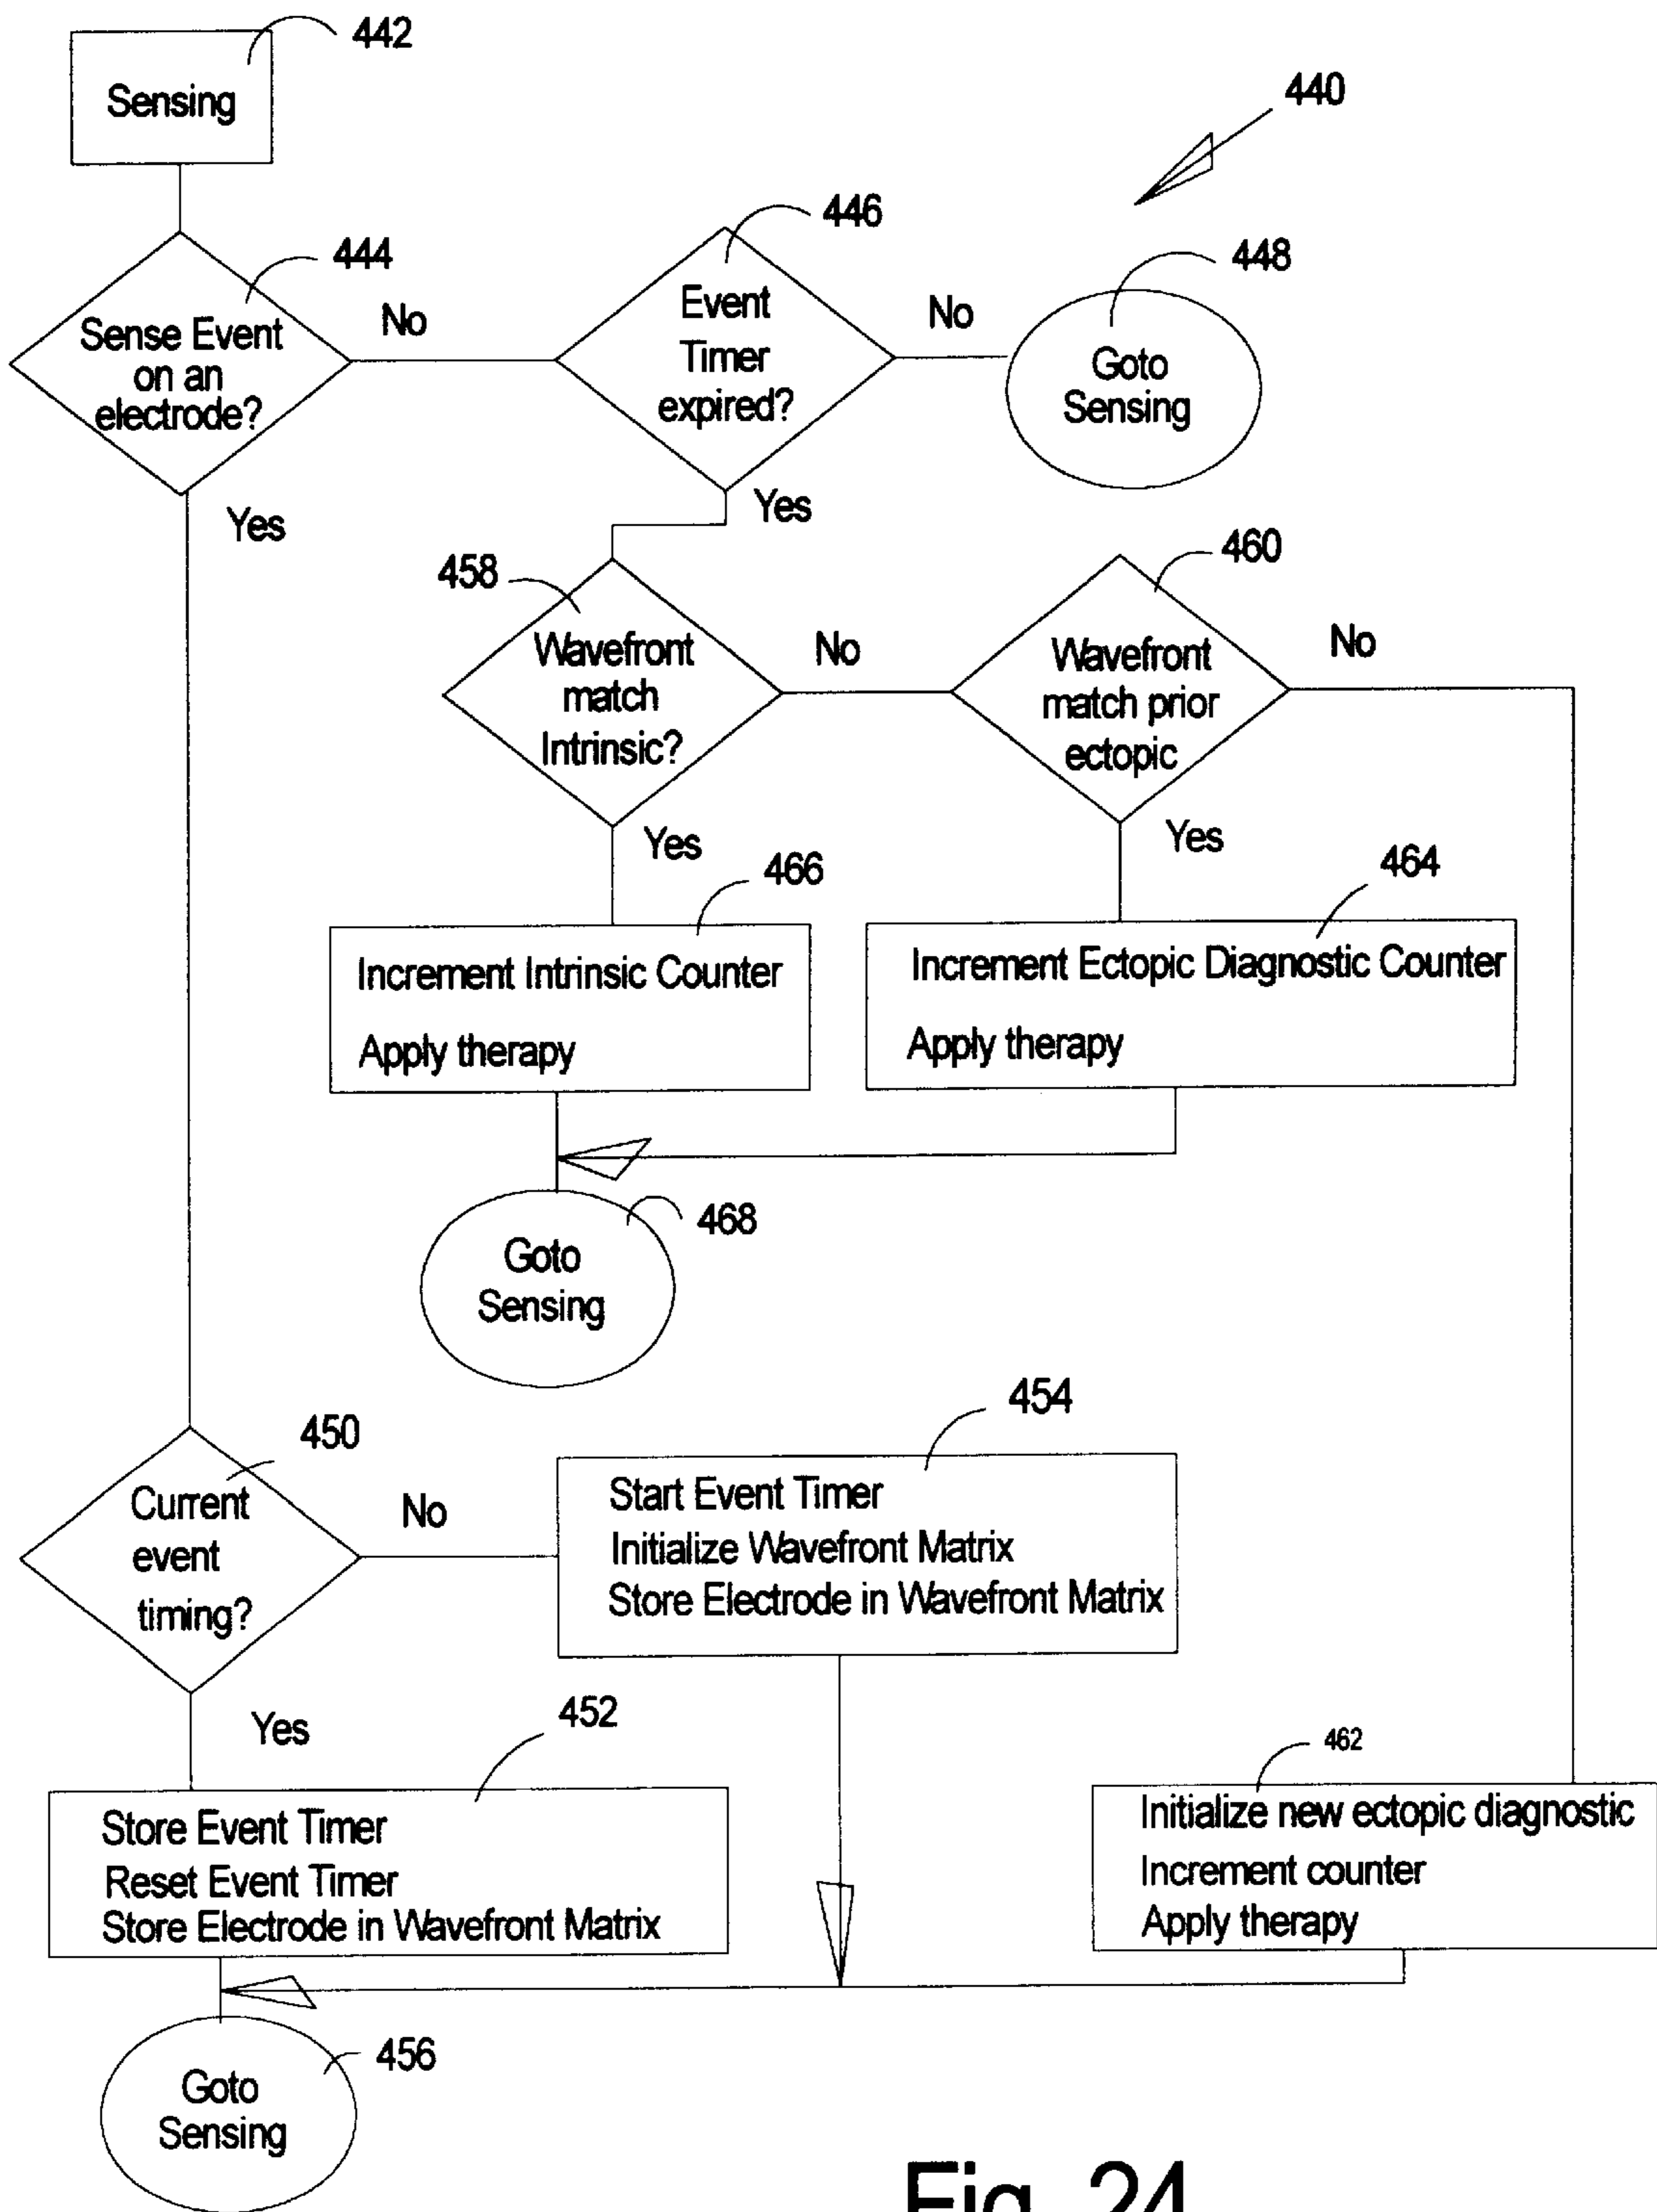 442
Sensing
440
446
444
448
Sense Event
on an
electrode?
No
Event
Timer
expired?
No
Goto
Sensing
Yes
Yes
458
460
Wavefront
match
Intrinsic?
No
Wavefront
match prior
ectopic
No
Yes
Yes
466
464
Increment Intrinsic Counter
Apply therapy
Increment Ectopic Diagnostic Counter
Apply therapy
468
Goto
Sensing
450
454
Current
event
timing?
No
Start Event Timer
Initialize Wavefront Matrix
Store Electrode in Wavefront Matrix
Yes
452
462
Store Event Timer
Reset Event Timer
Store Electrode in Wavefront Matrix
Initialize new ectopic diagnostic
Increment counter
Apply therapy
456
Goto
Sensing
Fig. 24